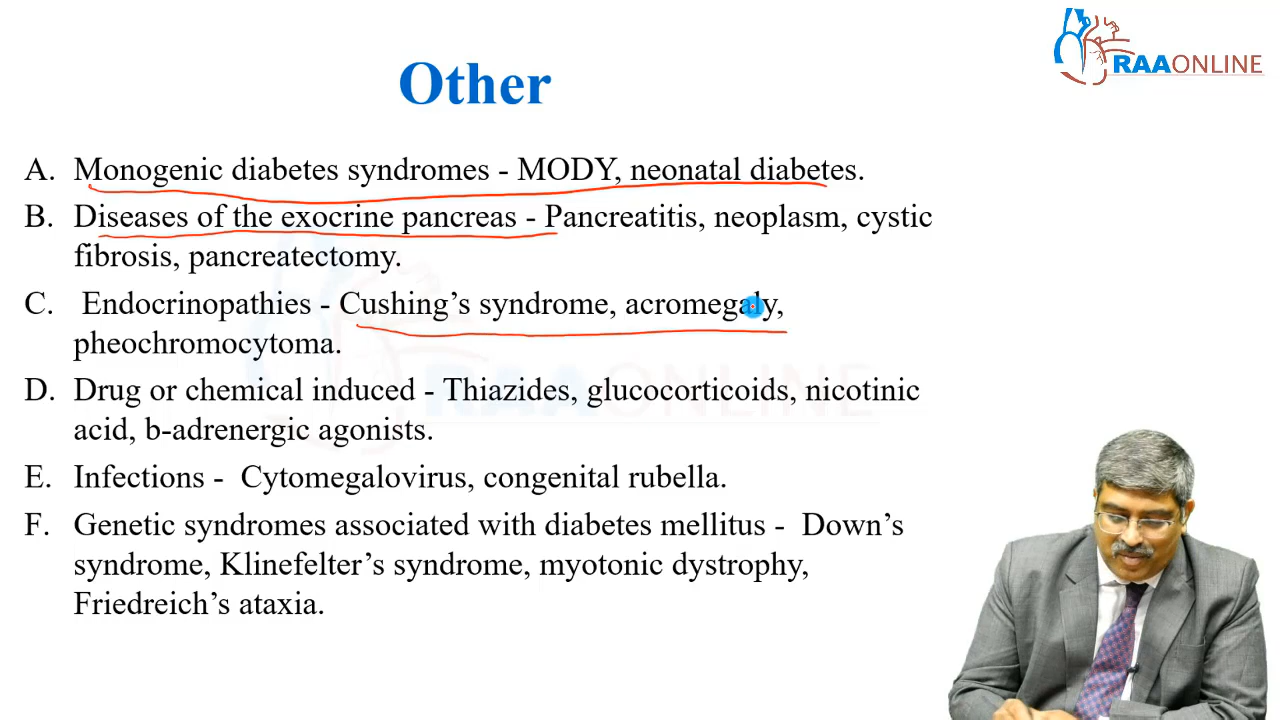 RAAONLINE
Other
A. Monogenic diabetes syndromes - MODY, neonatal diabetes.
B. Diseases of the exocrine pancreas - Pancreatitis, neoplasm, cystic
fibrosis, pancreatectomy.
C. Endocrinopathies - Cushing’s syndrome, acromegaly,
pheochromocytoma.
D. Drug or chemical induced - Thiazides, glucocorticoids, nicotinic
acid, b-adrenergic agonists.
E. Infections - Cytomegalovirus, congenital rubella.
F. Genetic syndromes associated with diabetes mellitus - Down’s
syndrome, Klinefelter’s syndrome, myotonic dystrophy,
Friedreich’s ataxia.
RAAONLINE